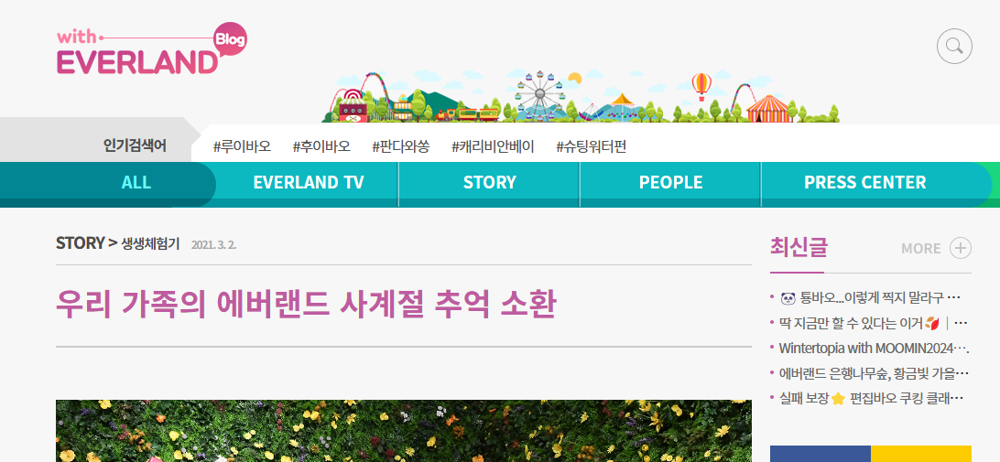 with
Blog
EVERLAND
인기검색어 #루이바오 #후이바오 #판다와쏭 #캐리비안베이 #슈팅워터펀
ALL EVERLAND TV STORY PEOPLE PRESS CENTER
STORY > 생생체험기 2021. 3. 2.
우리 가족의 에버랜드 사계절 추억 소환
최신글 MORE
🐼 튱바오...이렇게 찍지 말라구 …
딱 지금만 할 수 있다는 이거🍂｜ …
Wintertopia with MOOMIN2024….
에버랜드 은행나무숲, 황금빛 가을…
실패 보장⭐ 편집바오 쿠킹 클래…